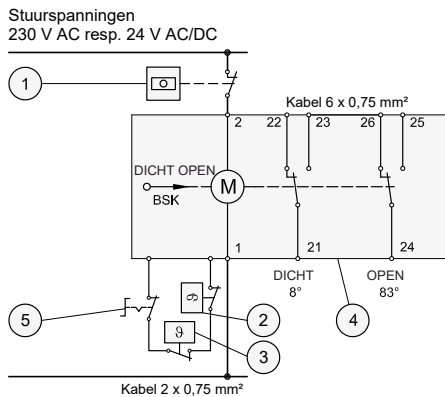 Stuurspanningen
230 V AC resp. 24 V AC/DC
1
Kabel 6 x 0,75 mm²
2 22 23 26 25
DICHT OPEN
M
BSK
1 21 24
DICHT
8°
OPEN
83°
ϑ
5 2 4
ϑ
3
Kabel 2 x 0,75 mm²